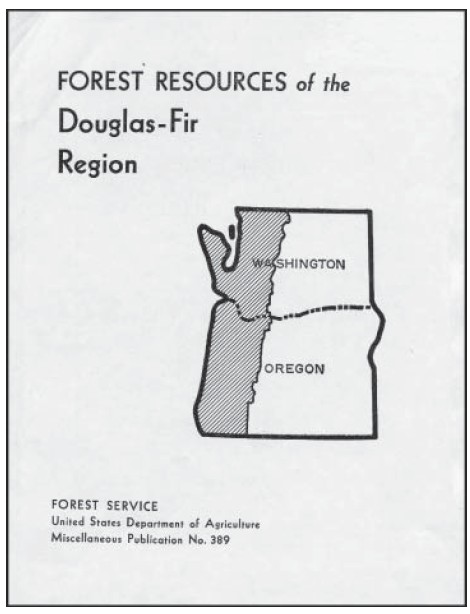 FOREST RESOURCES of the
Douglas-Fir
Region
WASHINGTON
OREGON
FOREST SERVICE
United States Department of Agriculture
Miscellaneous Publication No. 389